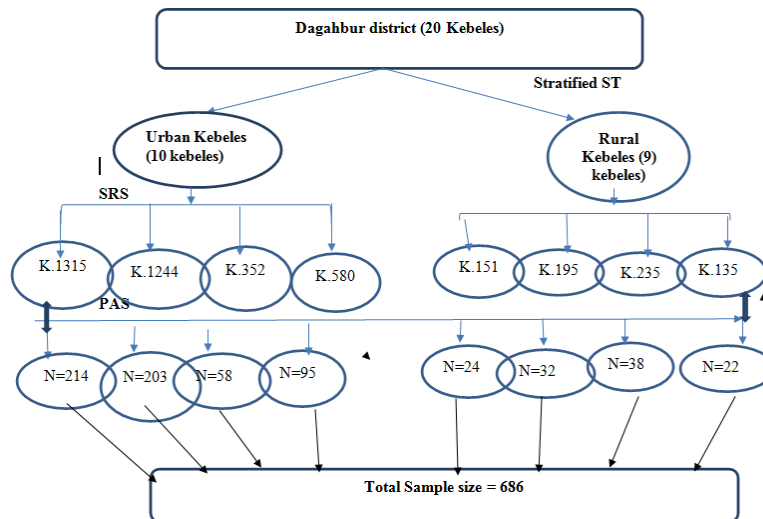 Dagahbur district (20 Kebeles)
Stratified ST
Urban Kebeles
(10 kebeles)
Rural
Kebeles (9)
kebeles)
SRS
K.1315
K.1244
K.352
K.580
K.151
K.195
K.235
K.135
PAS
N=214
N=203
N=58
N=95
N=24
N=32
N=38
N=22
Total Sample size = 686